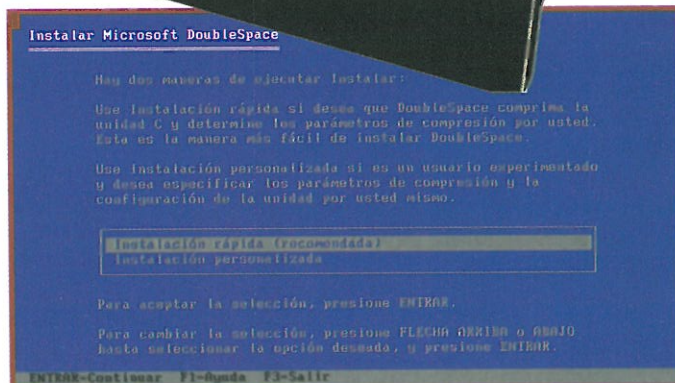 Instalar Microsoft DoubleSpace
Hay dos maneras de ejecutar Instalar:
Use Instalación rápida si desea que DoubleSpace comprima la
unidad C y determine los parámetros de compresión por usted.
Esta es la manera más fácil de instalar DoubleSpace.
Use Instalación personalizada si es un usuario experimentado
y desea especificar los parámetros de compresión y la
configuración de la unidad por usted mismo.
Instalación rápida (recomendada)
Instalación personalizada
Para aceptar la selección, presione ENTRAR.
Para cambiar la selección, presione FLECHA ARRIBA o ABAJO
hasta seleccionar la opción deseada, y presione ENTRAR.
ENTRAR=Continuar F1=Ayuda F3=Salir